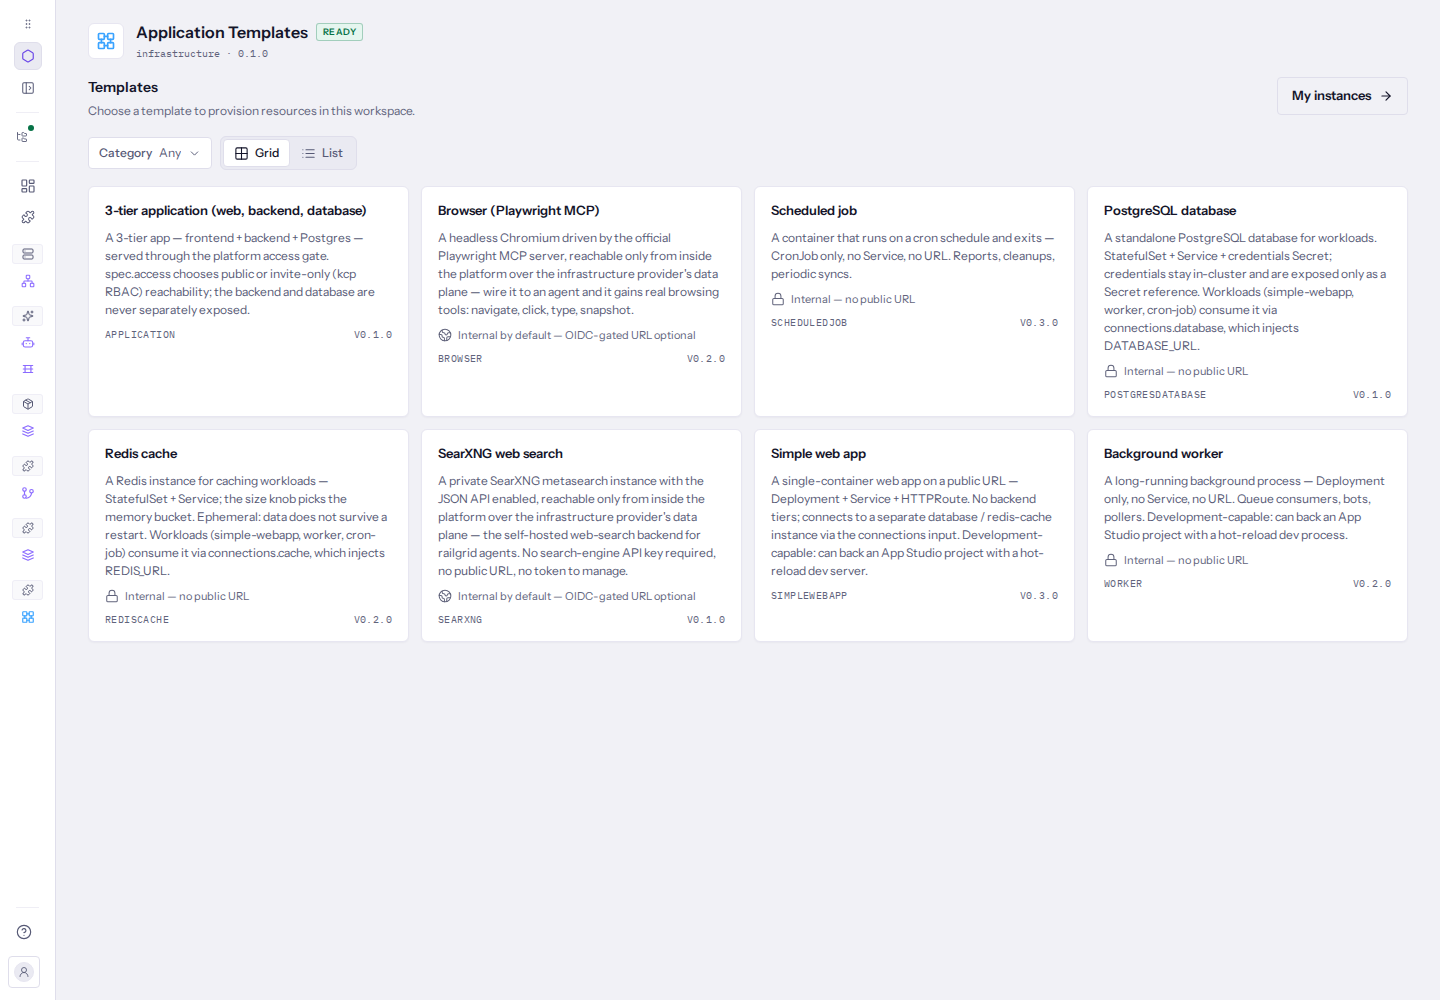 Application Templates READY
infrastructure · 0.1.0
Templates
Choose a template to provision resources in this workspace.
My instances
Category Any
Grid
List
3-tier application (web, backend, database)
A 3-tier app — frontend + backend + Postgres —
served through the platform access gate.
spec.access chooses public or invite-only (kcp
RBAC) reachability; the backend and database are
never separately exposed.
APPLICATION V0.1.0
Browser (Playwright MCP)
A headless Chromium driven by the official
Playwright MCP server, reachable only from inside
the platform over the infrastructure provider's data
plane — wire it to an agent and it gains real browsing
tools: navigate, click, type, snapshot.
Internal by default — OIDC-gated URL optional
BROWSER V0.2.0
Scheduled job
A container that runs on a cron schedule and exits —
CronJob only, no Service, no URL. Reports, cleanups,
periodic syncs.
Internal — no public URL
SCHEDULEDJOB V0.3.0
PostgreSQL database
A standalone PostgreSQL database for workloads.
StatefulSet + Service + credentials Secret;
credentials stay in-cluster and are exposed only as a
Secret reference. Workloads (simple-webapp,
worker, cron-job) consume it via
connections.database, which injects
DATABASE_URL.
Internal — no public URL
POSTGRESDATABASE V0.1.0
Redis cache
A Redis instance for caching workloads —
StatefulSet + Service; the size knob picks the
memory bucket. Ephemeral: data does not survive a
restart. Workloads (simple-webapp, worker, cron-
job) consume it via connections.cache, which injects
REDIS_URL.
Internal — no public URL
REDISCACHE V0.2.0
SearXNG web search
A private SearXNG metasearch instance with the
JSON API enabled, reachable only from inside the
platform over the infrastructure provider's data
plane — the self-hosted web-search backend for
railgrid agents. No search-engine API key required,
no public URL, no token to manage.
Internal by default — OIDC-gated URL optional
SEARXNG V0.1.0
Simple web app
A single-container web app on a public URL —
Deployment + Service + HTTPRoute. No backend
tiers; connects to a separate database / redis-cache
instance via the connections input. Development-
capable: can back an App Studio project with a hot-
reload dev server.
SIMPLEWEBAPP V0.3.0
Background worker
A long-running background process — Deployment
only, no Service, no URL. Queue consumers, bots,
pollers. Development-capable: can back an App
Studio project with a hot-reload dev process.
Internal — no public URL
WORKER V0.2.0